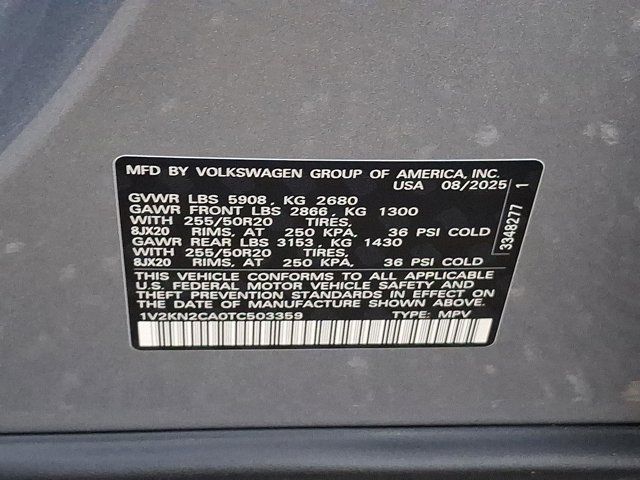 MFD BY VOLKSWAGEN GROUP OF AMERICA, INC.
USA 08/2025
GVWR LBS 5908, KG 2680
GAWR FRONT LBS 2866, KG 1300
WITH 255/50R20 TIRES,
8JX20 RIMS, AT 250 KPA, 36 PSI COLD
GAWR REAR LBS 3153, KG 1430
WITH 255/50R20 TIRES,
8JX20 RIMS, AT 250 KPA, 36 PSI COLD
THIS VEHICLE CONFORMS TO ALL APPLICABLE
U.S. FEDERAL MOTOR VEHICLE SAFETY AND
THEFT PREVENTION STANDARDS IN EFFECT ON
THE DATE OF MANUFACTURE SHOWN ABOVE.
1V2KN2CA0TC503359 TYPE: MPV
3348277 1